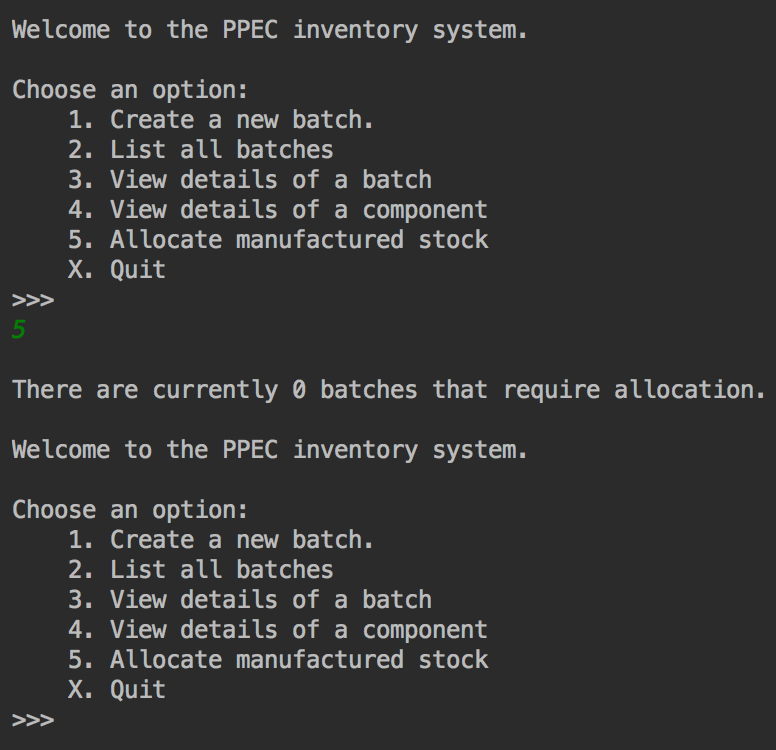 Welcome to the PPEC inventory system.
Choose an option:
1. Create a new batch.
2. List all batches
3. View details of a batch
4. View details of a component
5. Allocate manufactured stock
X. Quit
>>>
5
There are currently 0 batches that require allocation.
Welcome to the PPEC inventory system.
Choose an option:
1. Create a new batch.
2. List all batches
3. View details of a batch
4. View details of a component
5. Allocate manufactured stock
X. Quit
>>>